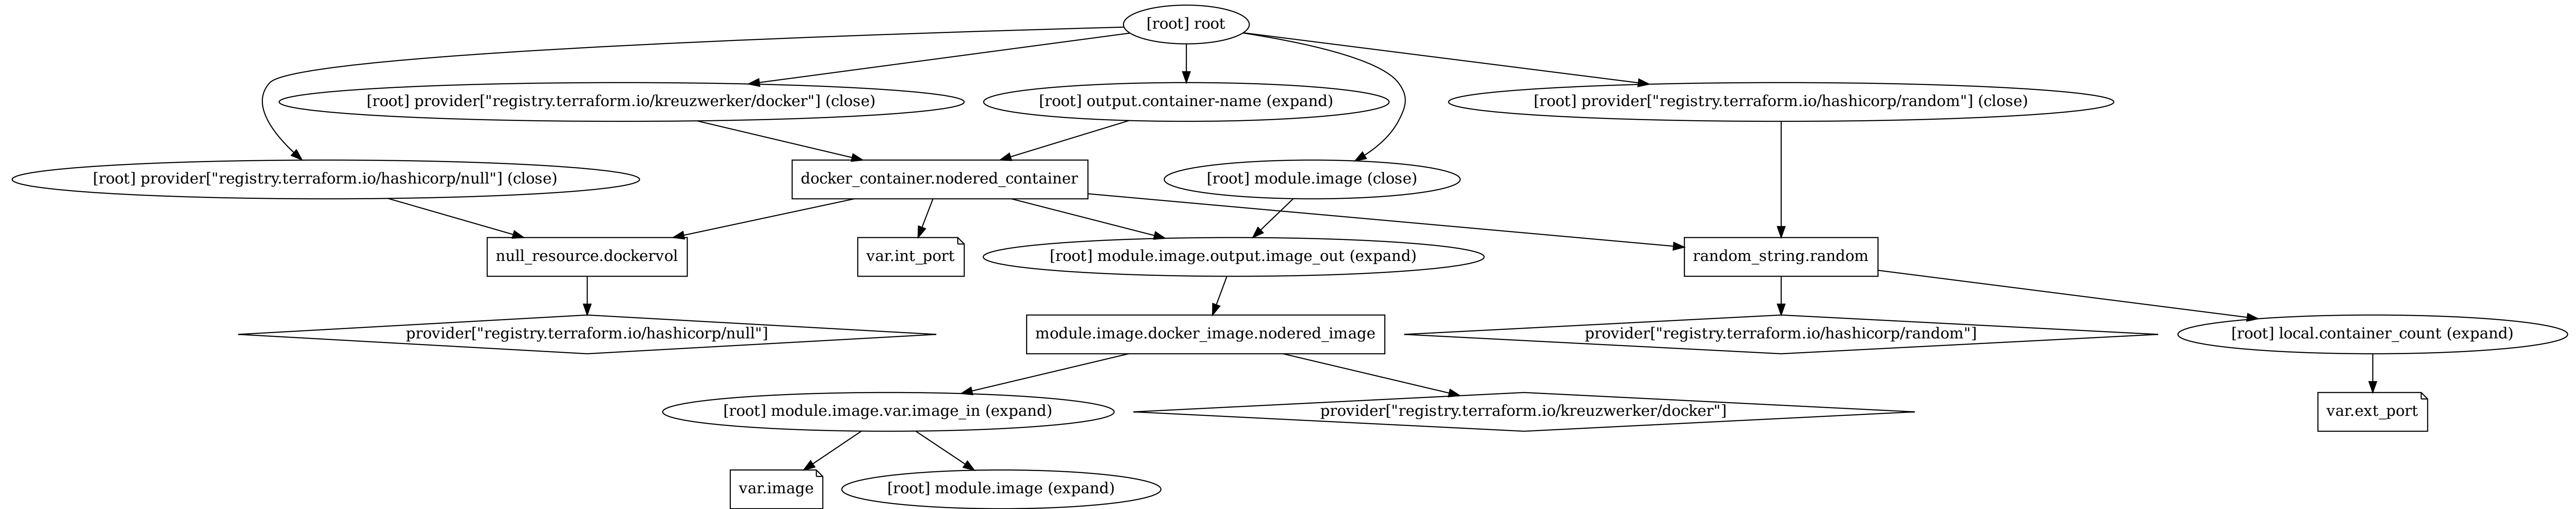 [root] root
[root] provider["registry.terraform.io/kreuzwerker/docker"] (close)
[root] output.container-name (expand)
[root] provider["registry.terraform.io/hashicorp/random"] (close)
[root] provider["registry.terraform.io/hashicorp/null"] (close)
docker_container.nodered_container
[root] module.image (close)
null_resource.dockervol
var.int_port
[root] module.image.output.image_out (expand)
random_string.random
provider["registry.terraform.io/hashicorp/null"]
module.image.docker_image.nodered_image
provider["registry.terraform.io/hashicorp/random"]
[root] local.container_count (expand)
[root] module.image.var.image_in (expand)
provider["registry.terraform.io/kreuzwerker/docker"]
var.ext_port
var.image
[root] module.image (expand)